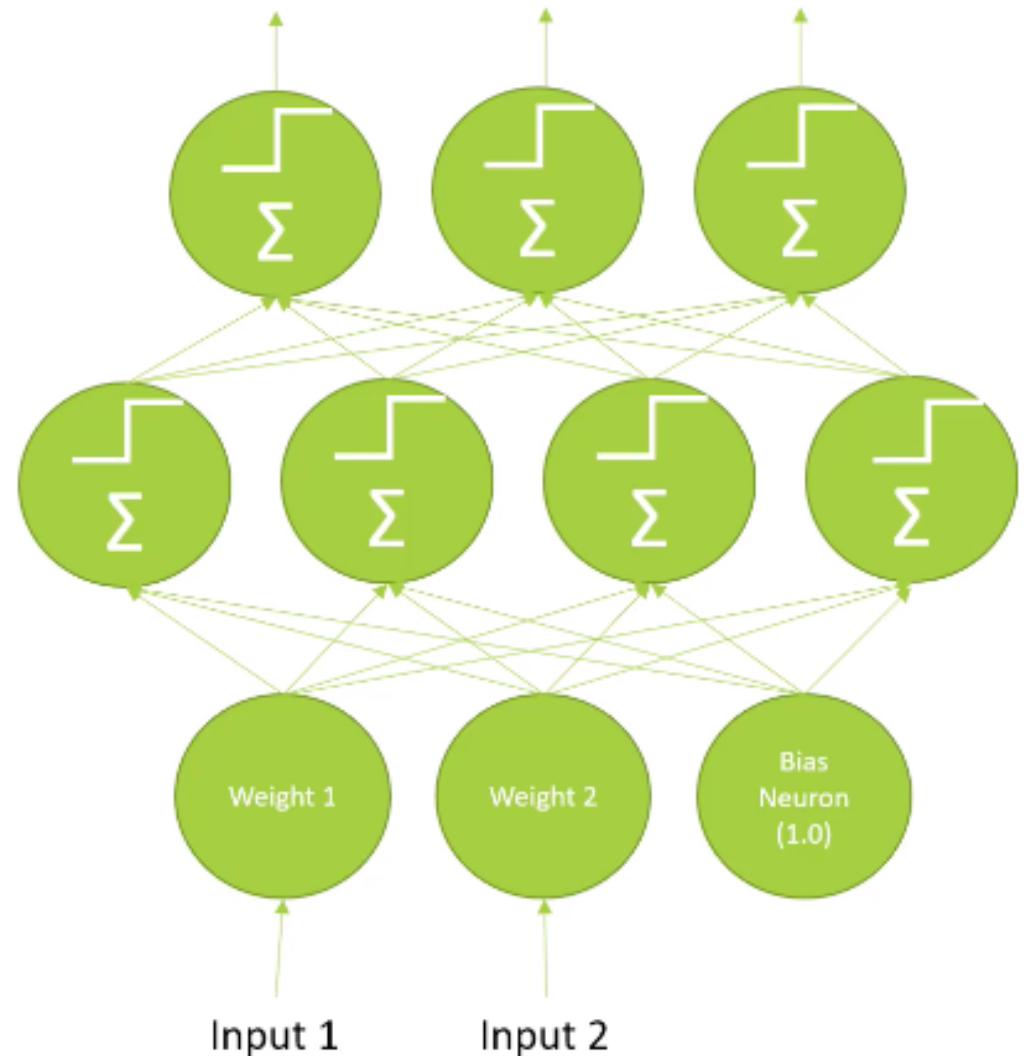 Σ
Σ
Σ
Σ
Σ
Σ
Σ
Weight 1
Weight 2
Bias
Neuron
(1.0)
Input 1
Input 2